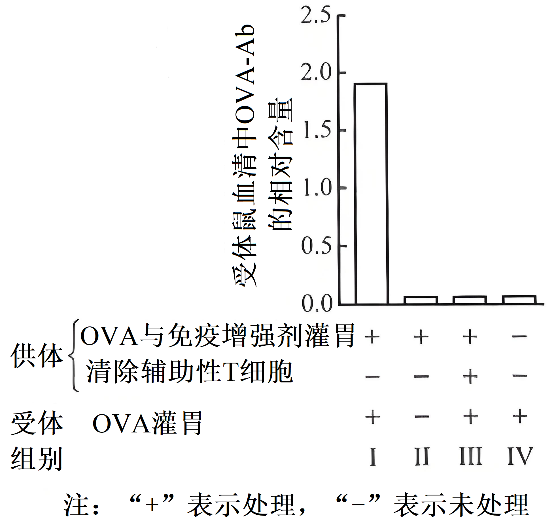 受体鼠血清中OVA-Ab
的相对含量
2.5
2.0
1.5
1.0
0.5
0.0
供体
OVA与免疫增强剂灌胃 + + + −
清除辅助性T细胞 − − + −
受体 OVA灌胃 + − + +
组别 I II III IV
注：“+”表示处理，“−”表示未处理